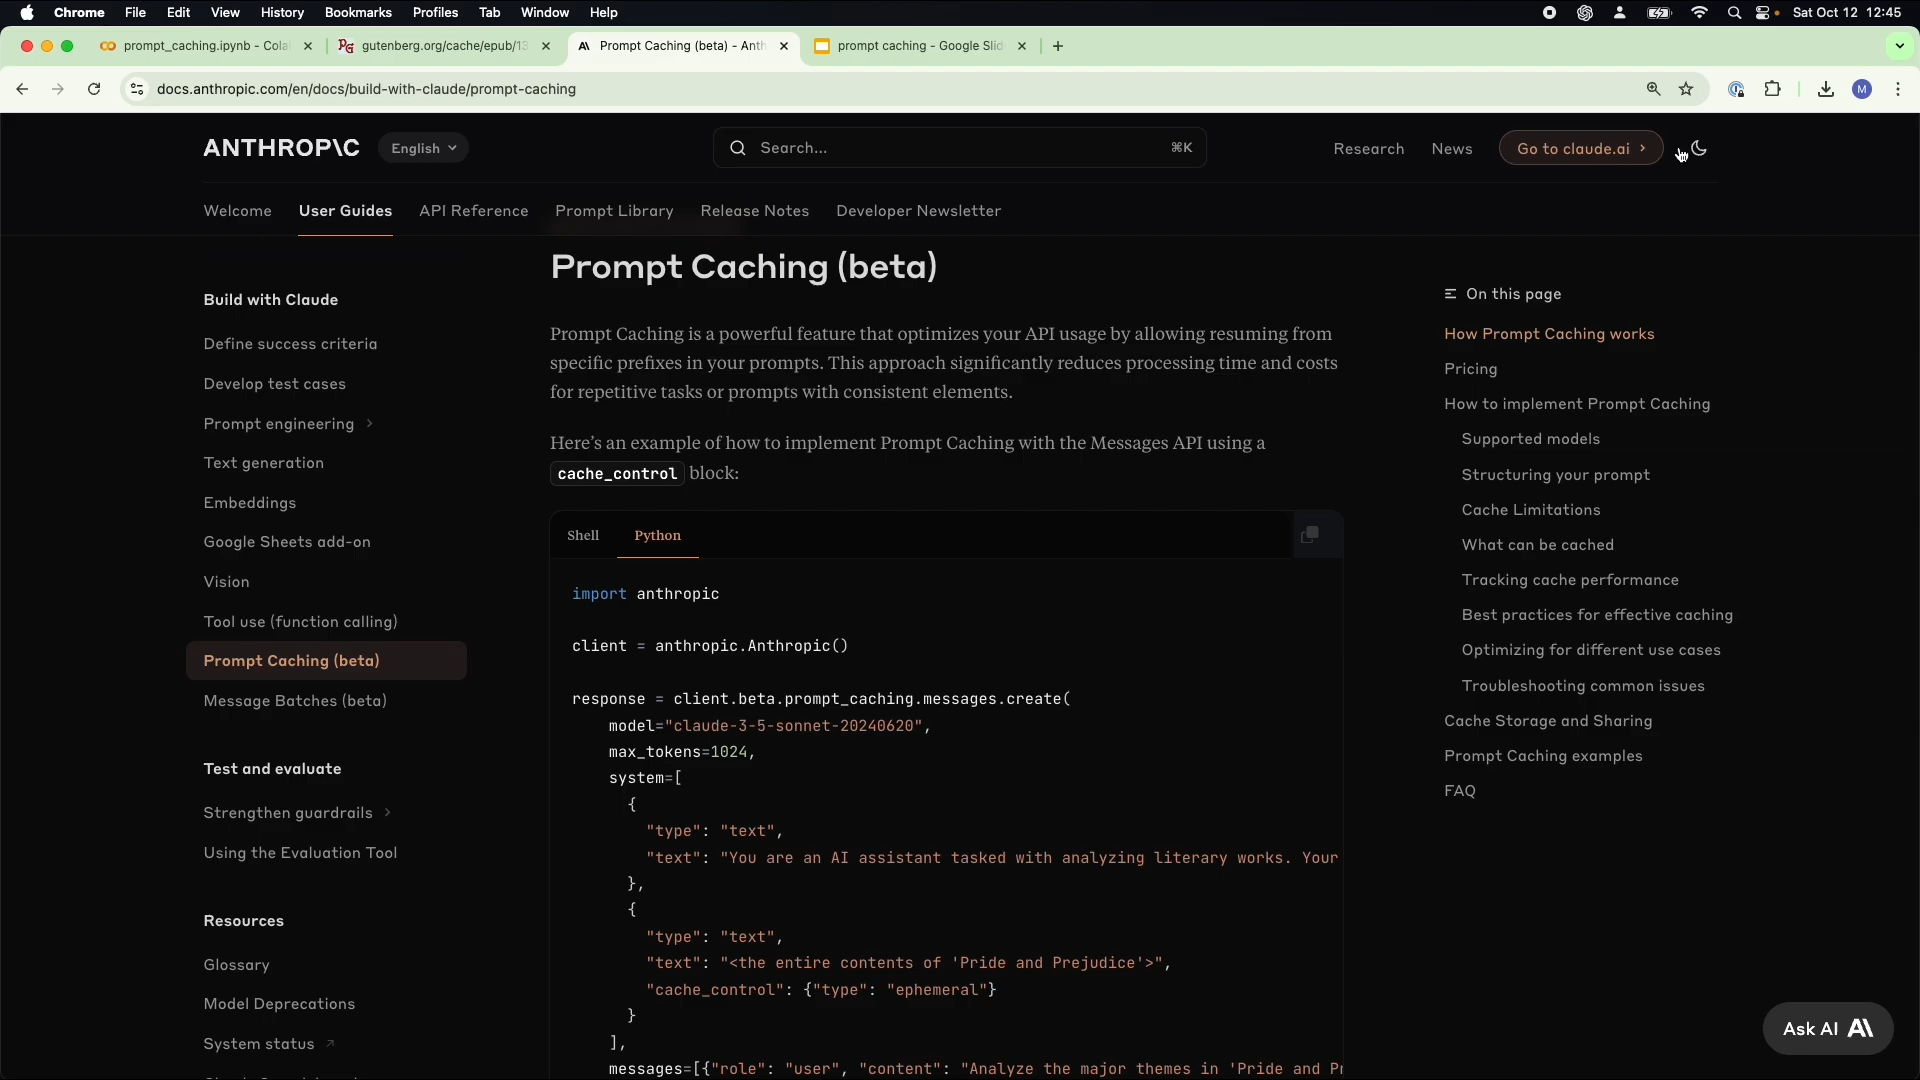 Chrome File Edit View History Bookmarks Profiles Tab Window Help Sat Oct 12 12:45
prompt_caching.ipynb - Cola gutenberg.org/cache/epub/13 Prompt Caching (beta) - Anth prompt caching - Google Slid
docs.anthropic.com/en/docs/build-with-claude/prompt-caching M
ANTHROP\C English Search... ⌘K Research News Go to claude.ai ›
Welcome User Guides API Reference Prompt Library Release Notes Developer Newsletter
Build with Claude
Define success criteria
Develop test cases
Prompt engineering ›
Text generation
Embeddings
Google Sheets add-on
Vision
Tool use (function calling)
Prompt Caching (beta)
Message Batches (beta)
Test and evaluate
Strengthen guardrails ›
Using the Evaluation Tool
Resources
Glossary
Model Deprecations
System status ↗
Prompt Caching (beta)
Prompt Caching is a powerful feature that optimizes your API usage by allowing resuming from
specific prefixes in your prompts. This approach significantly reduces processing time and costs
for repetitive tasks or prompts with consistent elements.
Here’s an example of how to implement Prompt Caching with the Messages API using a
cache_control block:
Shell Python
import anthropic
client = anthropic.Anthropic()
response = client.beta.prompt_caching.messages.create(
model="claude-3-5-sonnet-20240620",
max_tokens=1024,
system=[
{
"type": "text",
"text": "You are an AI assistant tasked with analyzing literary works. Your
},
{
"type": "text",
"text": "<the entire contents of 'Pride and Prejudice'>",
"cache_control": {"type": "ephemeral"}
}
],
messages=[{"role": "user", "content": "Analyze the major themes in 'Pride and Pr
On this page
How Prompt Caching works
Pricing
How to implement Prompt Caching
Supported models
Structuring your prompt
Cache Limitations
What can be cached
Tracking cache performance
Best practices for effective caching
Optimizing for different use cases
Troubleshooting common issues
Cache Storage and Sharing
Prompt Caching examples
FAQ
Ask AI